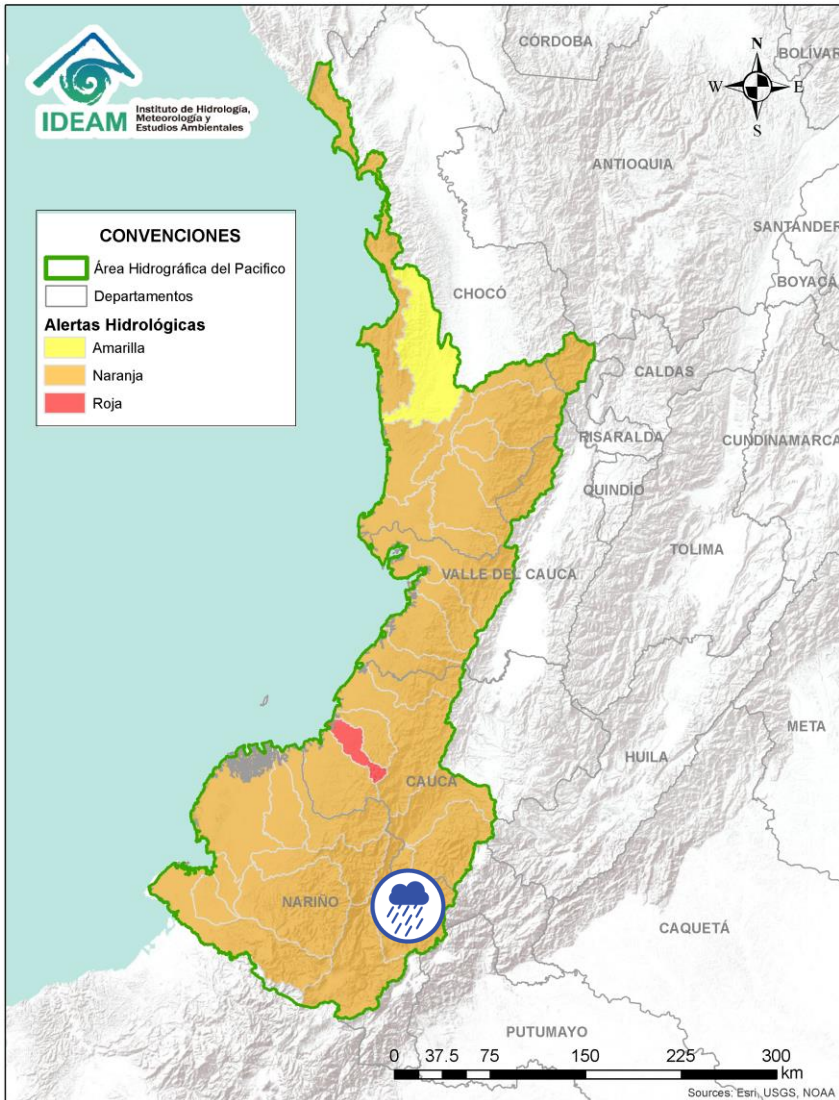 IDEAM
Instituto de Hidrología,
Meteorología y
Estudios Ambientales
CÓRDOBA
BOLÍVAR
N
W
E
S
ANTIOQUIA
SANTANDER
BOYACÁ
CONVENCIONES
Área Hidrográfica del Pacifico
Departamentos
Alertas Hidrológicas
Amarilla
Naranja
Roja
CHOCÓ
CALDAS
RISARALDA
CUNDINAMARCA
QUINDÍO
TOLIMA
VALLE DEL CAUCA
META
HUILA
CAUCA
NARIÑO
CAQUETÁ
PUTUMAYO
0 37.5 75 150 225 300
km
Sources: Esri, USGS, NOAA